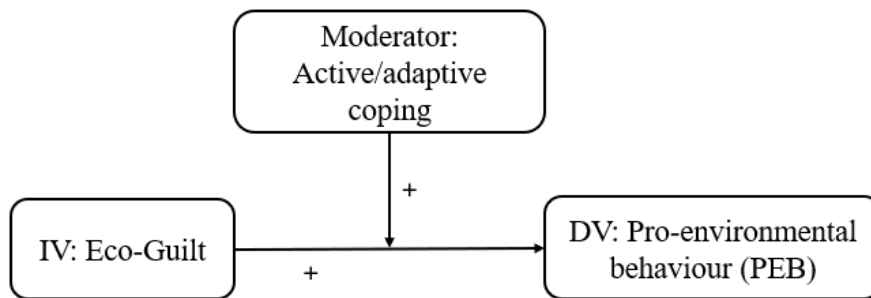 Moderator:
Active/adaptive
coping
+
IV: Eco-Guilt
+
DV: Pro-environmental
behaviour (PEB)